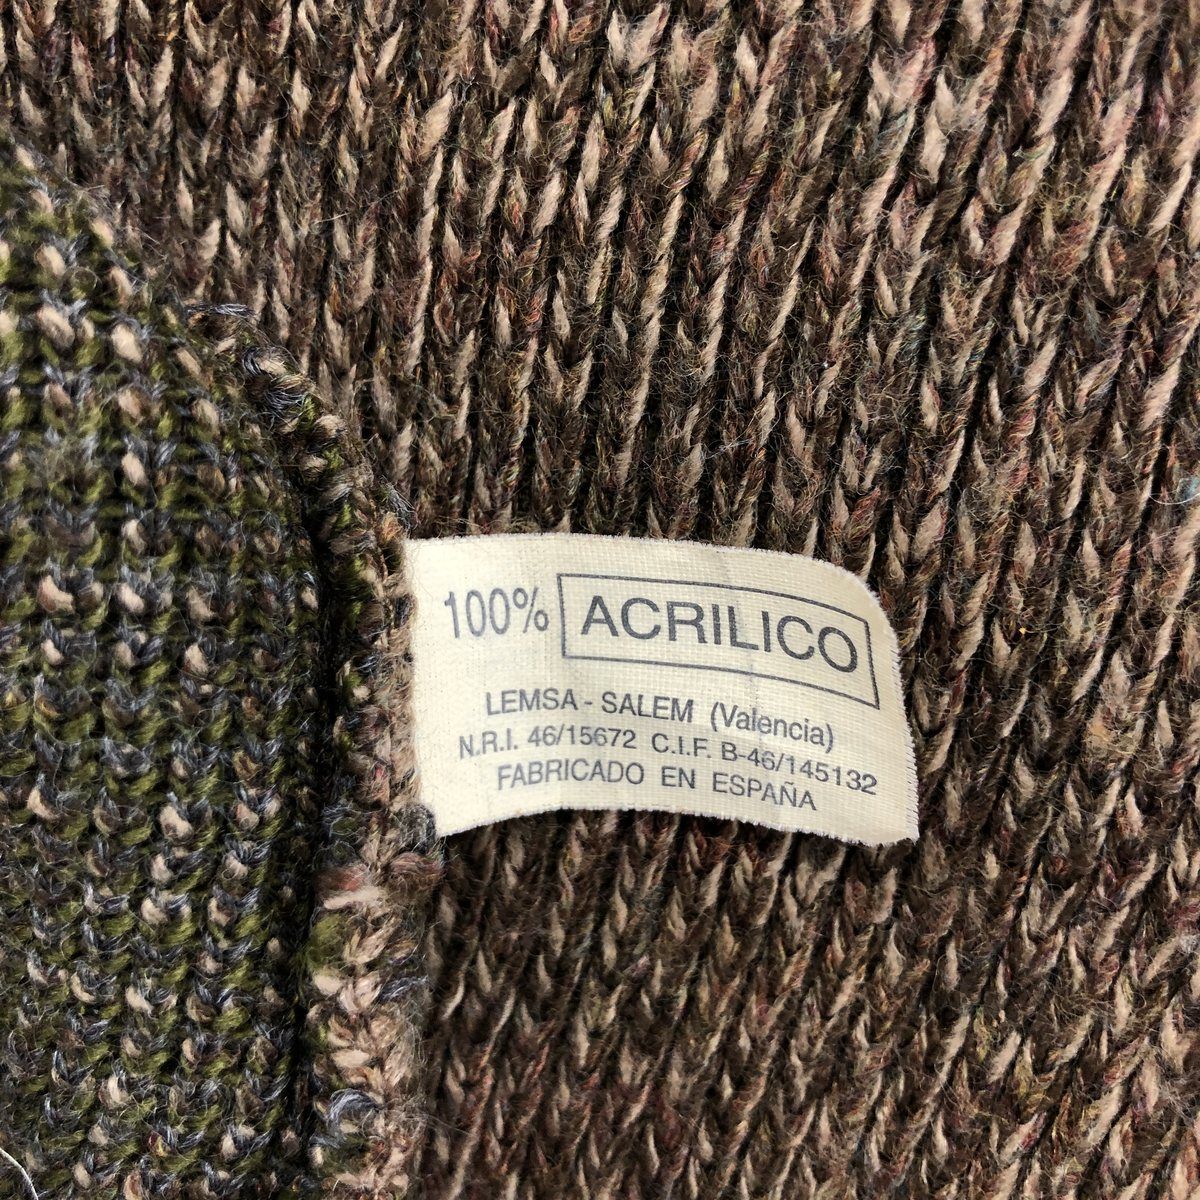 100% ACRILICO
LEMSA - SALEM (Valencia)
N.R.I. 46/15672 C.I.F. B-46/145132
FABRICADO EN ESPAÑA